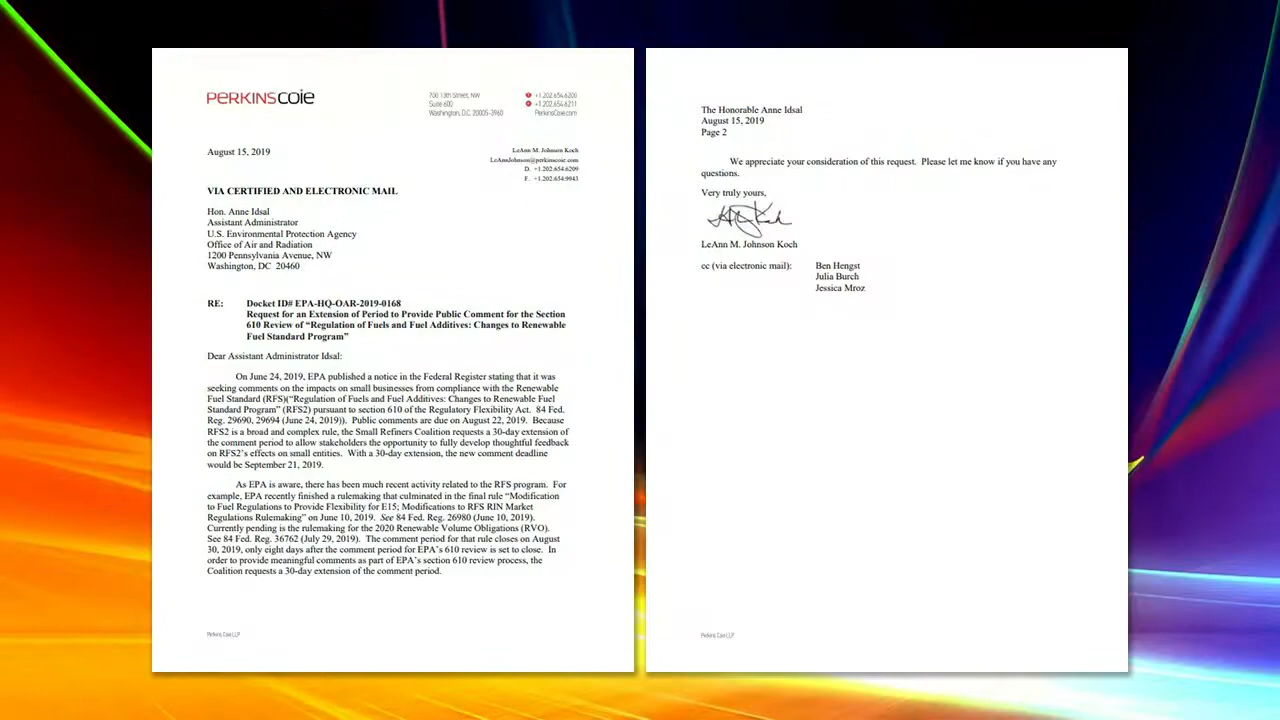 PERKINScoie
700 13th Street, NW
Suite 600
Washington, D.C. 20005-3960
+1.202.654.6200
+1.202.654.6211
PerkinsCoie.com
August 15, 2019
LeAnn M. Johnson Koch
LeAnnJohnson@perkinscoie.com
D. +1.202.654.6209
F. +1.202.654.9943
VIA CERTIFIED AND ELECTRONIC MAIL
Hon. Anne Idsal
Assistant Administrator
U.S. Environmental Protection Agency
Office of Air and Radiation
1200 Pennsylvania Avenue, NW
Washington, DC 20460
RE: Docket ID# EPA-HQ-OAR-2019-0168
Request for an Extension of Period to Provide Public Comment for the Section
610 Review of “Regulation of Fuels and Fuel Additives: Changes to Renewable
Fuel Standard Program”
Dear Assistant Administrator Idsal:
On June 24, 2019, EPA published a notice in the Federal Register stating that it was
seeking comments on the impacts on small businesses from compliance with the Renewable
Fuel Standard (RFS)(“Regulation of Fuels and Fuel Additives: Changes to Renewable Fuel
Standard Program” (RFS2) pursuant to section 610 of the Regulatory Flexibility Act. 84 Fed.
Reg. 29690, 29694 (June 24, 2019)). Public comments are due on August 22, 2019. Because
RFS2 is a broad and complex rule, the Small Refiners Coalition requests a 30-day extension of
the comment period to allow stakeholders the opportunity to fully develop thoughtful feedback
on RFS2’s effects on small entities. With a 30-day extension, the new comment deadline
would be September 21, 2019.
As EPA is aware, there has been much recent activity related to the RFS program. For
example, EPA recently finished a rulemaking that culminated in the final rule “Modification
to Fuel Regulations to Provide Flexibility for E15; Modifications to RFS RIN Market
Regulations Rulemaking” on June 10, 2019. See 84 Fed. Reg. 26980 (June 10, 2019).
Currently pending is the rulemaking for the 2020 Renewable Volume Obligations (RVO).
See 84 Fed. Reg. 36762 (July 29, 2019). The comment period for that rule closes on August
30, 2019, only eight days after the comment period for EPA’s 610 review is set to close. In
order to provide meaningful comments as part of EPA’s section 610 review process, the
Coalition requests a 30-day extension of the comment period.
Perkins Coie LLP
The Honorable Anne Idsal
August 15, 2019
Page 2
We appreciate your consideration of this request. Please let me know if you have any
questions.
Very truly yours,
LeAnn M. Johnson Koch
cc (via electronic mail): Ben Hengst
Julia Burch
Jessica Mroz
Perkins Coie LLP